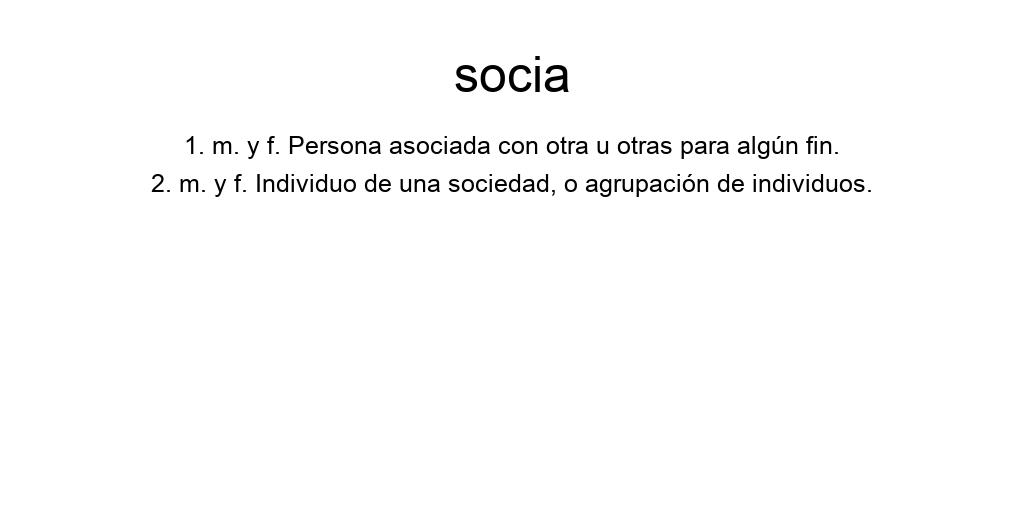 socia
1. m. y f. Persona asociada con otra u otras para algún fin.
2. m. y f. Individuo de una sociedad, o agrupación de individuos.